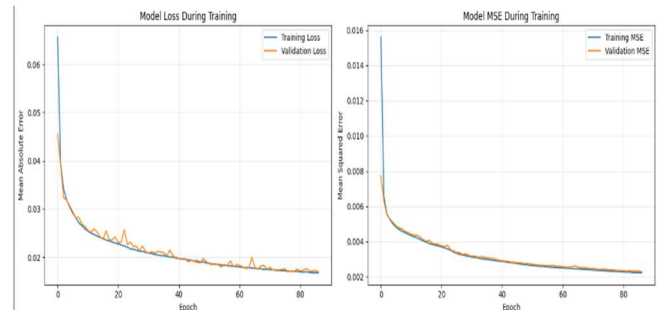 Model Loss During Training
Training Loss
Validation Loss
Mean Absolute Error
0.06
0.05
0.04
0.03
0.02
0
20
40
60
80
Epoch
Model MSE During Training
Training MSE
Validation MSE
Mean Squared Error
0.016
0.014
0.012
0.010
0.008
0.006
0.004
0.002
0
20
40
60
80
Epoch